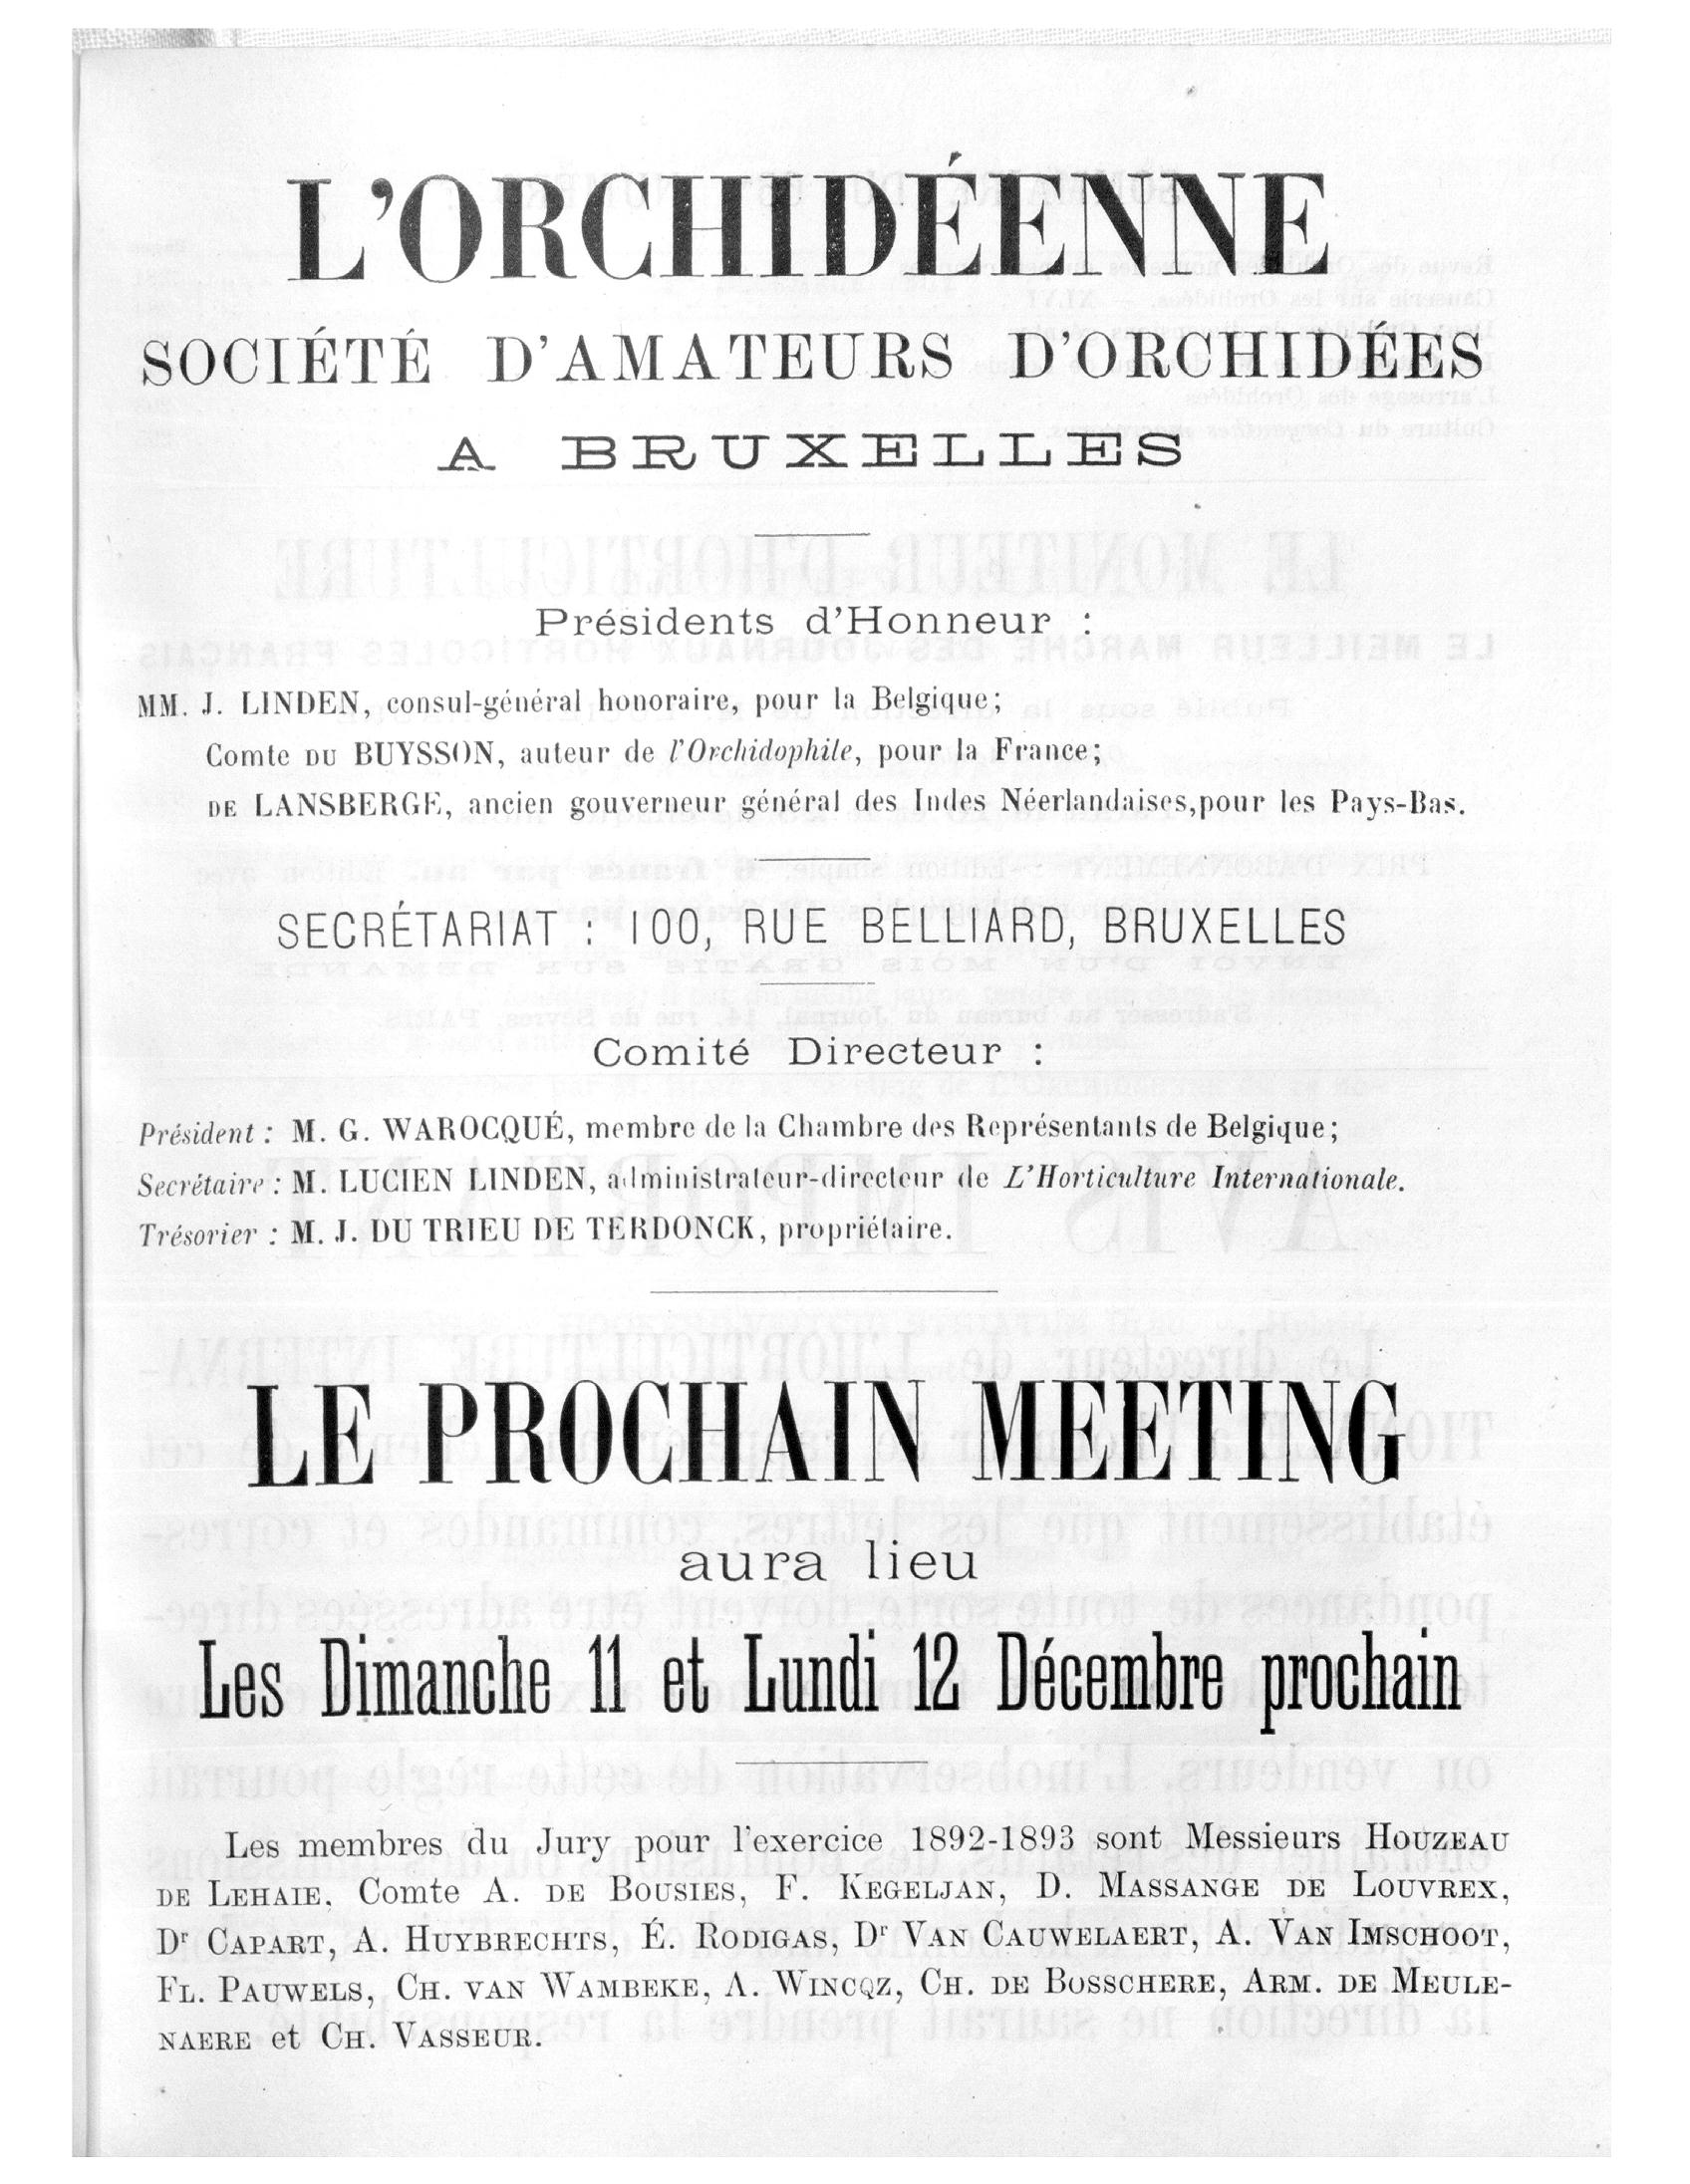 L'ORCHIDÉENNE
SOCIÉTÉ D'AMATEURS D'ORCHIDÉES
A BRUXELLES
Présidents d'Honneur :
MM. J. LINDEN, consul-général honoraire, pour la Belgique;
Comte DU BUYSSON, auteur de l'Orchidophile, pour la France;
DE LANSBERGE, ancien gouverneur général des Indes Néerlandaises,pour les Pays-Bas.
SECRÉTARIAT : 100, RUE BELLIARD, BRUXELLES
Comité Directeur :
Président : M. G. WAROCQUÉ, membre de la Chambre des Représentants de Belgique;
Secrétaire : M. LUCIEN LINDEN, administrateur-directeur de L'Horticulture Internationale.
Trésorier : M. J. DU TRIEU DE TERDONCK, propriétaire.
LE PROCHAIN MEETING
aura lieu
Les Dimanche 11 et Lundi 12 Décembre prochain
Les membres du Jury pour l'exercice 1892-1893 sont Messieurs HOUZEAU
DE LEHAIE, Comte A. DE BOUSIES, F. KEGELJAN, D. MASSANGE DE LOUVREX,
Dr CAPART, A. HUYBRECHTS, É. RODIGAS, Dr VAN CAUWELAERT, A. VAN IMSCHOOT,
FL. PAUWELS, CH. VAN WAMBEKE, A. WINCQZ, CH. DE BOSSCHERE, ARM. DE MEULE-
NAERE et CH. VASSEUR.